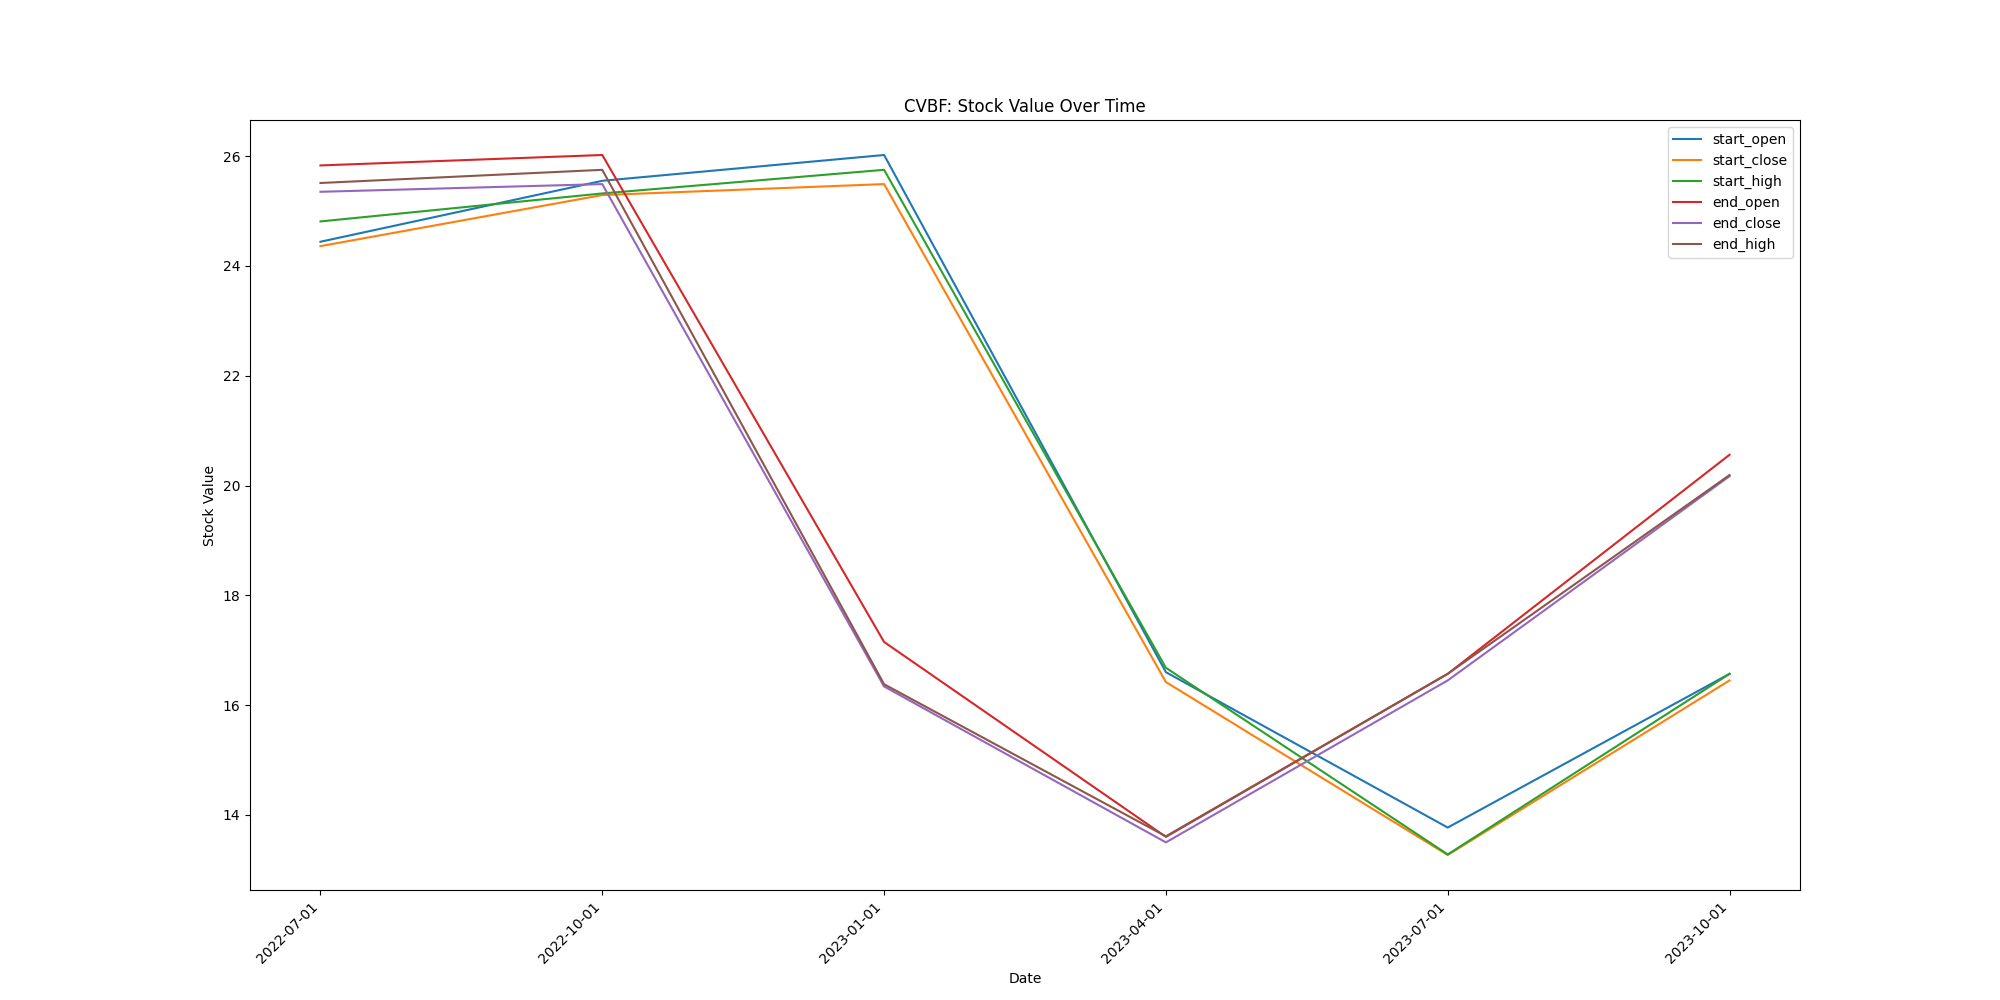 CVBF: Stock Value Over Time
start_open
start_close
start_high
end_open
end_close
end_high
26
24
22
20
18
16
14
Stock Value
2022-07-01
2022-10-01
2023-01-01
2023-04-01
2023-07-01
2023-10-01
Date